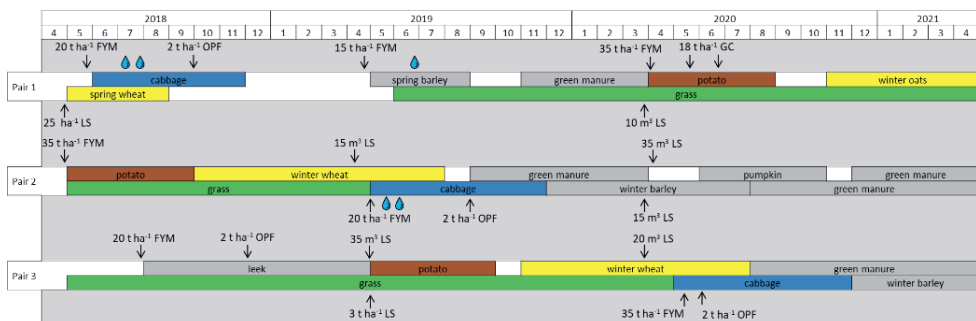 2018 2019 2020 2021
4 5 6 7 8 9 10 11 12 1 2 3 4 5 6 7 8 9 10 11 12 1 2 3 4 5 6 7 8 9 10 11 12 1 2 3 4
20 t ha⁻¹ FYM 2 t ha⁻¹ OPF 15 t ha⁻¹ FYM 35 t ha⁻¹ FYM 18 t ha⁻¹ GC
Pair 1
cabbage spring barley green manure potato winter oats
spring wheat grass
25 ha⁻¹ LS 10 m³ LS
35 t ha⁻¹ FYM 15 m³ LS 35 m³ LS
Pair 2
potato winter wheat green manure pumpkin green manure
grass cabbage winter barley green manure
20 t ha⁻¹ FYM 2 t ha⁻¹ OPF 15 m³ LS
20 t ha⁻¹ FYM 2 t ha⁻¹ OPF 35 m³ LS 20 m³ LS
Pair 3
leek potato winter wheat green manure
grass cabbage winter barley
3 t ha⁻¹ LS 35 t ha⁻¹ FYM 2 t ha⁻¹ OPF